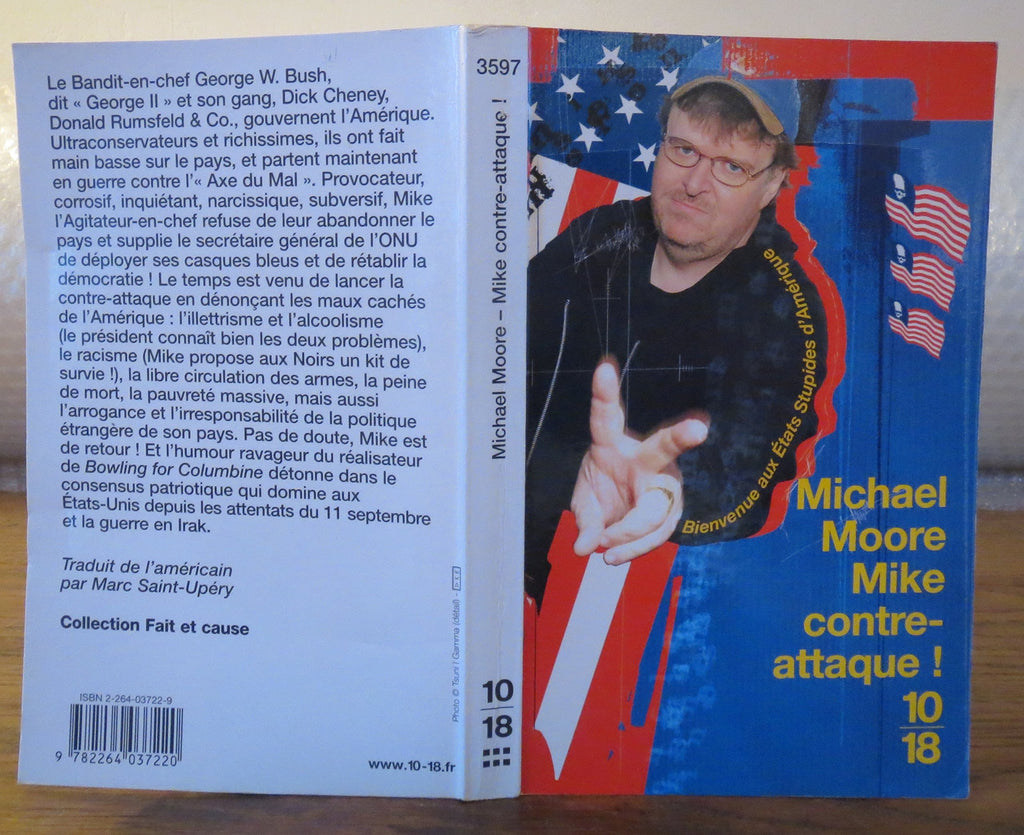 Le Bandit-en-chef George W. Bush,
dit « George II » et son gang, Dick Cheney,
Donald Rumsfeld & Co., gouvernent l'Amérique.
Ultraconservateurs et richissimes, ils ont fait
main basse sur le pays, et partent maintenant
en guerre contre l'« Axe du Mal ». Provocateur,
corrosif, inquiétant, narcissique, subversif, Mike
l'Agitateur-en-chef refuse de leur abandonner le
pays et supplie le secrétaire général de l'ONU
de déployer ses casques bleus et de rétablir la
démocratie ! Le temps est venu de lancer la
contre-attaque en dénonçant les maux cachés
de l'Amérique : l'illettrisme et l'alcoolisme
(le président connaît bien les deux problèmes),
le racisme (Mike propose aux Noirs un kit de
survie !), la libre circulation des armes, la peine
de mort, la pauvreté massive, mais aussi
l'arrogance et l'irresponsabilité de la politique
étrangère de son pays. Pas de doute, Mike est
de retour ! Et l'humour ravageur du réalisateur
de Bowling for Columbine détonne dans le
consensus patriotique qui domine aux
États-Unis depuis les attentats du 11 septembre
et la guerre en Irak.
Traduit de l'américain
par Marc Saint-Upéry
Collection Fait et cause
Photo © Tsuni / Gamma (détail) -
ISBN 2-264-03722-9
9 782264 037220
www.10-18.fr
3597
Michael Moore – Mike contre-attaque !
10
18
Bienvenue aux États Stupides d'Amérique
Michael
Moore
Mike
contre-
attaque !
10
18